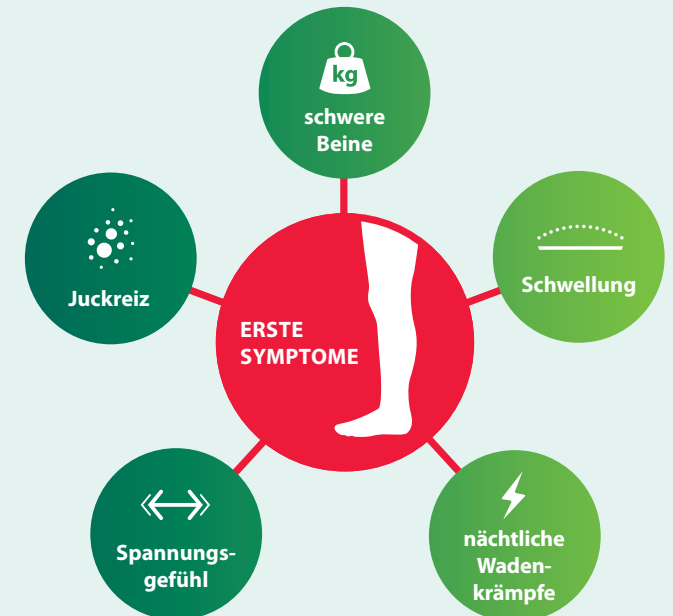 kg
schwere
Beine
Juckreiz
Schwellung
ERSTE
SYMPTOME
Spannungs-
gefühl
nächtliche
Waden-
krämpfe